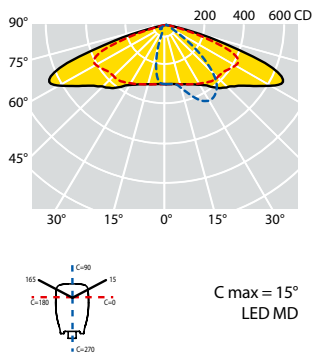 90° 200 400 600 CD
75°
60°
45°
30° 15° 0° 15° 30°
C=90
165 15
C=180 C=0
C=270
C max = 15°
LED MD